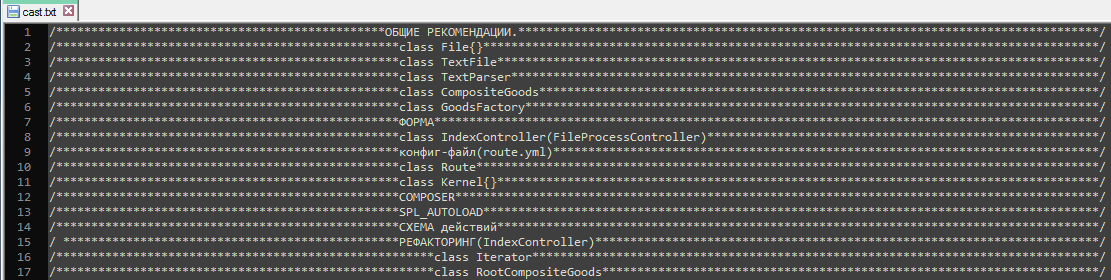 cast.txt
1 /***********************************************ОБЩИЕ РЕКОМЕНДАЦИИ.***********************************************************************************/
2 /*************************************************class File{}****************************************************************************************/
3 /*************************************************class TextFile**************************************************************************************/
4 /*************************************************class TextParser************************************************************************************/
5 /*************************************************class CompositeGoods********************************************************************************/
6 /*************************************************class GoodsFactory**********************************************************************************/
7 /*************************************************ФОРМА***********************************************************************************************/
8 /*************************************************class IndexController(FileProcessController)********************************************************/
9 /*************************************************конфиг-файл(route.yml)******************************************************************************/
10 /*************************************************class Route*****************************************************************************************/
11 /*************************************************class Kernel{}**************************************************************************************/
12 /*************************************************COMPOSER********************************************************************************************/
13 /*************************************************SPL_AUTOLOAD****************************************************************************************/
14 /*************************************************СХЕМА действий**************************************************************************************/
15 / ************************************************РЕФАКТОРИНГ(IndexController)************************************************************************/
16 /******************************************************class Iterator*********************************************************************************/
17 /******************************************************class RootCompositeGoods***********************************************************************/